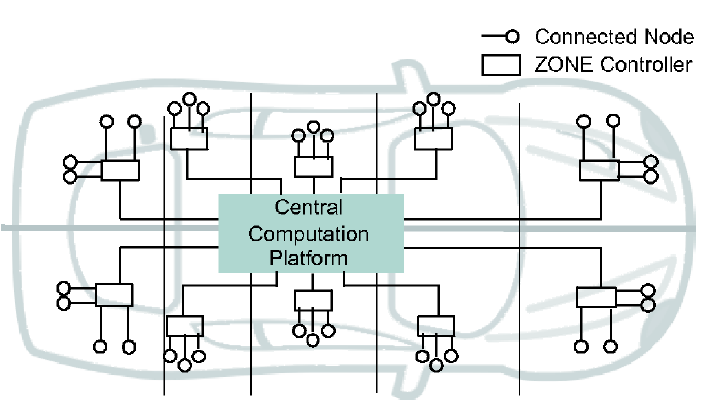 Connected Node
ZONE Controller
Central
Computation
Platform